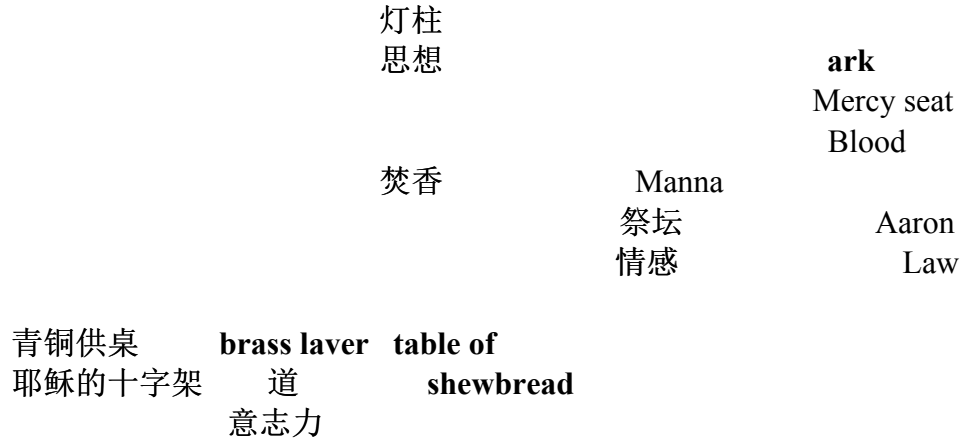 灯柱
思想 ark
Mercy seat
Blood
焚香 Manna
祭坛 Aaron
情感 Law
青铜供桌 brass laver table of
耶稣的十字架 道 shewbread
意志力